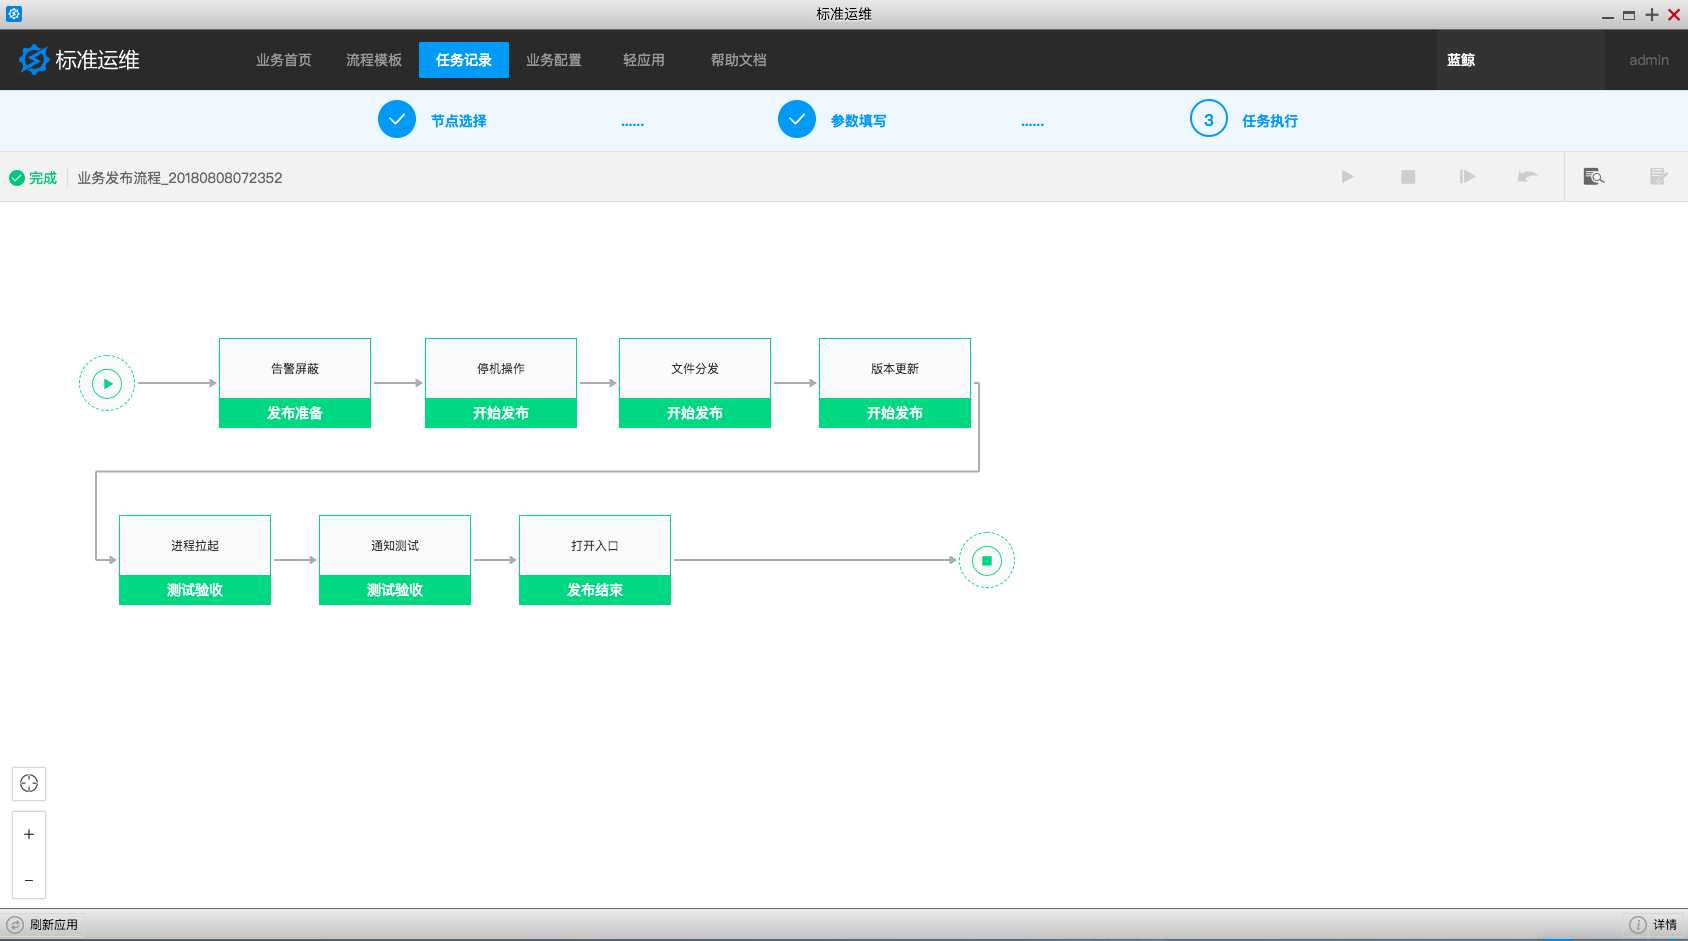 标准运维
标准运维 业务首页 流程模板 任务记录 业务配置 轻应用 帮助文档 蓝鲸 admin
节点选择 ...... 参数填写 ...... 3 任务执行
完成 业务发布流程_20180808072352
告警屏蔽 停机操作 文件分发 版本更新
发布准备 开始发布 开始发布 开始发布
进程拉起 通知测试 打开入口
测试验收 测试验收 发布结束
+
−
刷新应用 详情